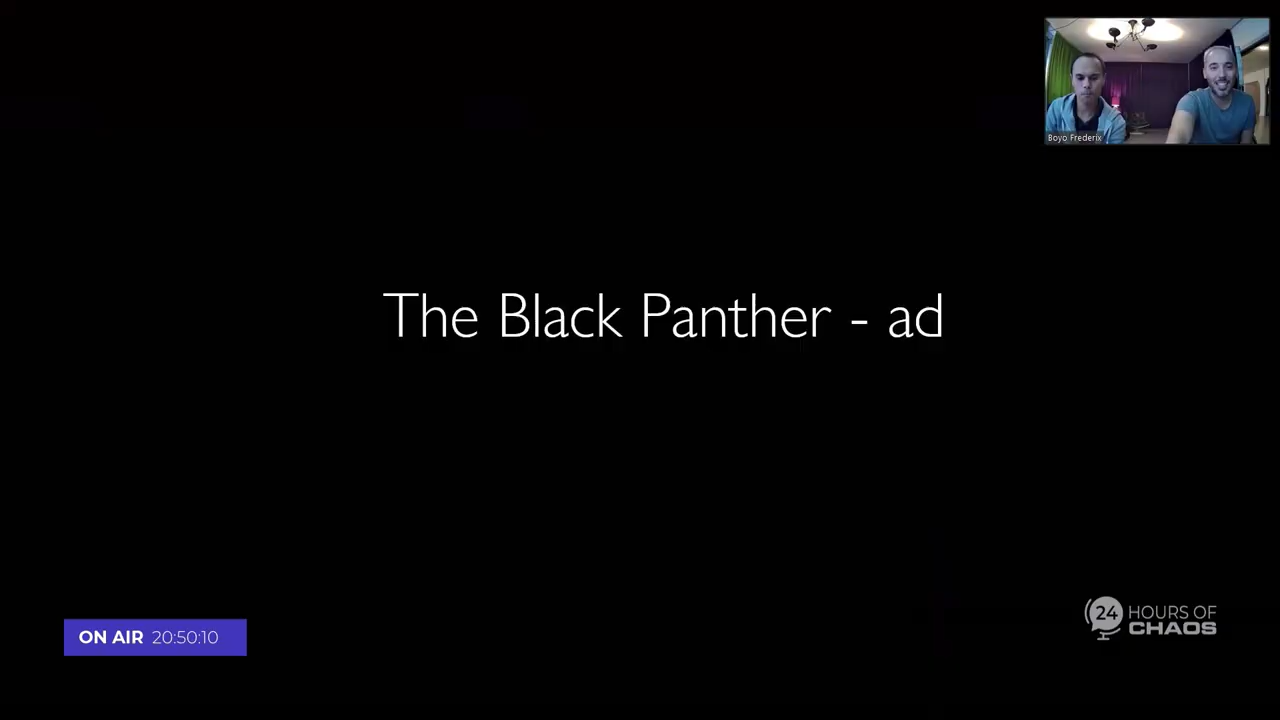 Boyo Frederix
The Black Panther - ad
ON AIR 20:50:10
24 HOURS OF
CHAOS